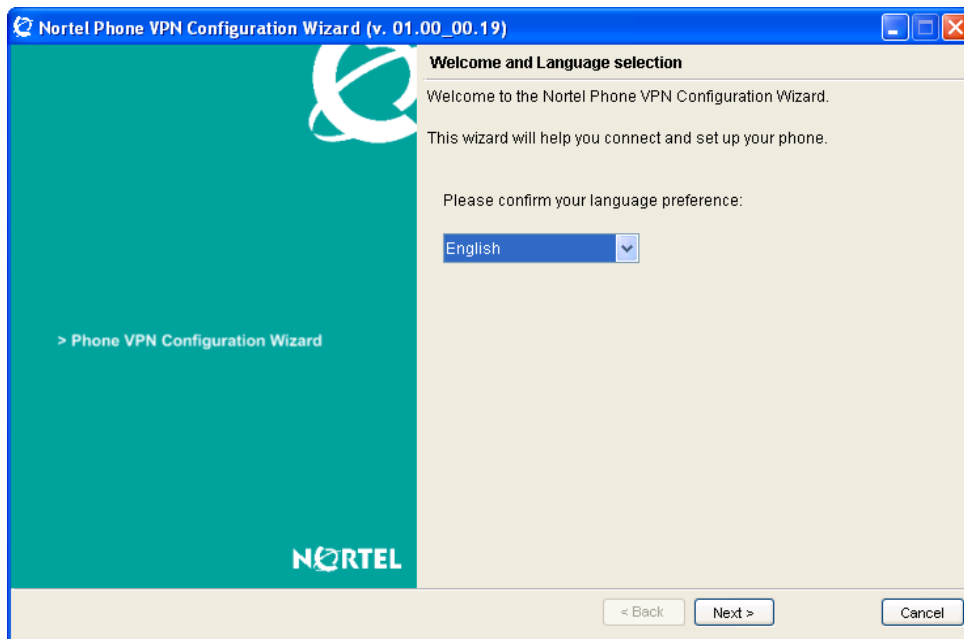 Nortel Phone VPN Configuration Wizard (v. 01.00_00.19)
Welcome and Language selection
Welcome to the Nortel Phone VPN Configuration Wizard.
This wizard will help you connect and set up your phone.
Please confirm your language preference:
English
> Phone VPN Configuration Wizard
NORTEL
< Back
Next >
Cancel